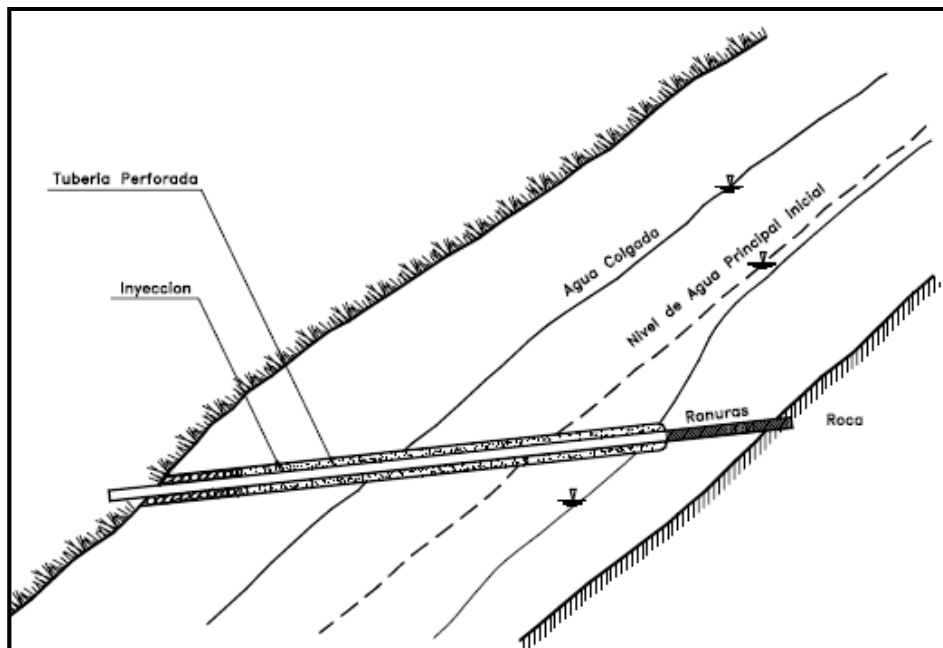 Tuberia Perforada
Inyeccion
Agua Colgada
Nivel de Agua Principal Inicial
Ranuras
Roca